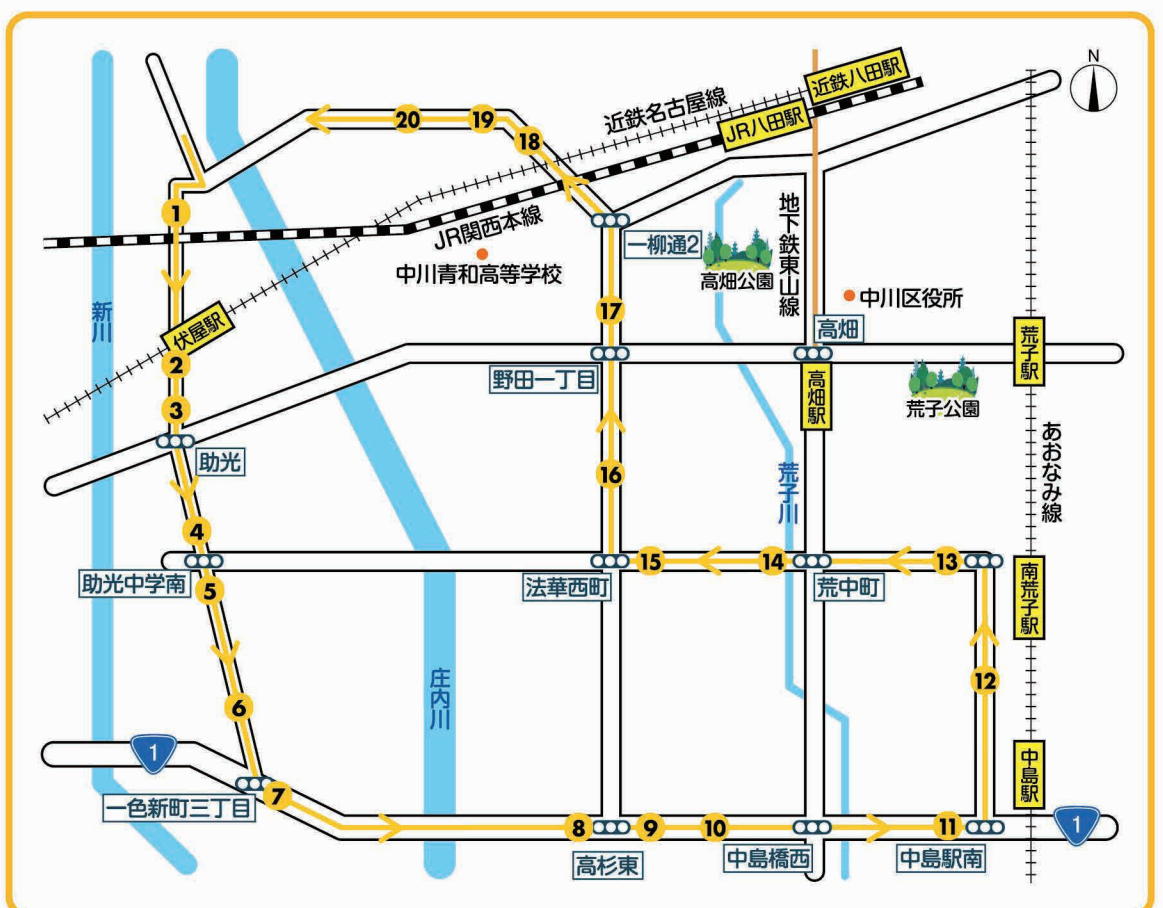 N
近鉄八田駅
近鉄名古屋線
JR八田駅
20
19
18
1
JR関西本線
中川青和高等学校
一柳通2
高畑公園
地下鉄東山線
中川区役所
新川
伏屋駅
17
高畑
荒子駅
2
野田一丁目
高畑駅
荒子公園
3
助光
16
荒子川
あおなみ線
4
助光中学南
5
法華西町
15
14
荒中町
13
南荒子駅
6
庄内川
12
1
一色新町三丁目
7
中島駅
8
9
10
11
1
高杉東
中島橋西
中島駅南